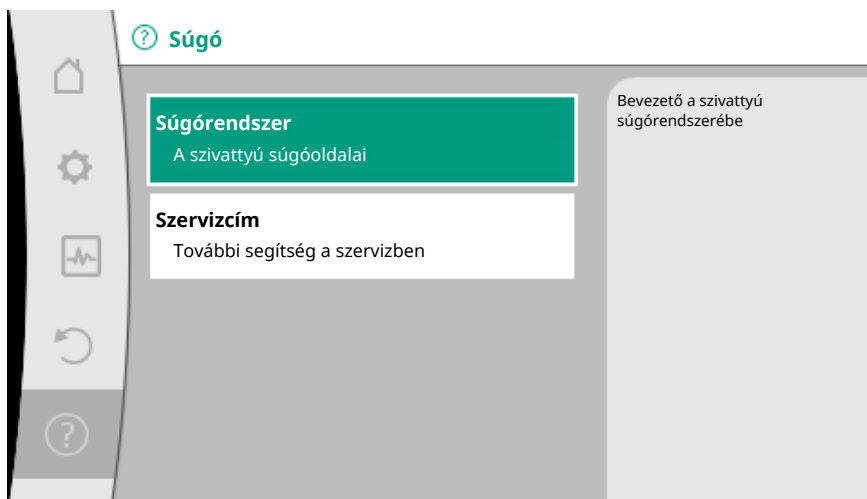 Súgó
Súgórendszer
A szivattyú súgóoldalai
Szervizcím
További segítség a szervizben
Bevezető a szivattyú
súgórendszerébe